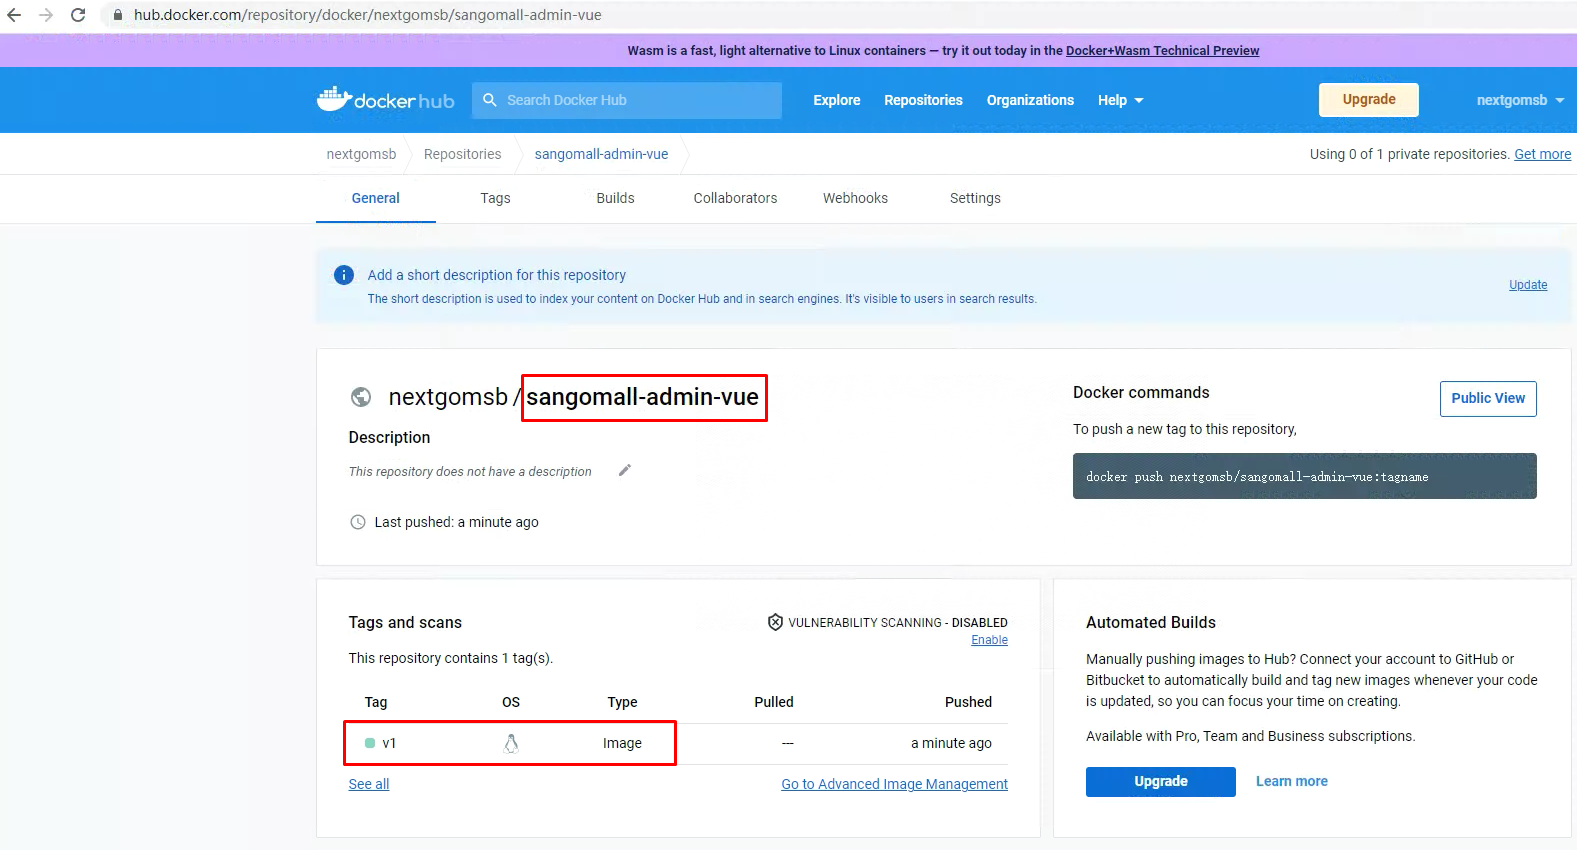 hub.docker.com/repository/docker/nextgomsb/sangomall-admin-vue
Wasm is a fast, light alternative to Linux containers — try it out today in the Docker+Wasm Technical Preview
docker hub
Search Docker Hub
Explore
Repositories
Organizations
Help
Upgrade
nextgomsb
nextgomsb
Repositories
sangomall-admin-vue
Using 0 of 1 private repositories. Get more
General
Tags
Builds
Collaborators
Webhooks
Settings
Add a short description for this repository
The short description is used to index your content on Docker Hub and in search engines. It's visible to users in search results.
Update
nextgomsb / sangomall-admin-vue
Description
This repository does not have a description
Last pushed: a minute ago
Docker commands
Public View
To push a new tag to this repository,
docker push nextgomsb/sangomall-admin-vue:tagname
Tags and scans
VULNERABILITY SCANNING - DISABLED
Enable
This repository contains 1 tag(s).
Tag OS Type Pulled Pushed
v1 Image --- a minute ago
See all
Go to Advanced Image Management
Automated Builds
Manually pushing images to Hub? Connect your account to GitHub or
Bitbucket to automatically build and tag new images whenever your code
is updated, so you can focus your time on creating.
Available with Pro, Team and Business subscriptions.
Upgrade
Learn more